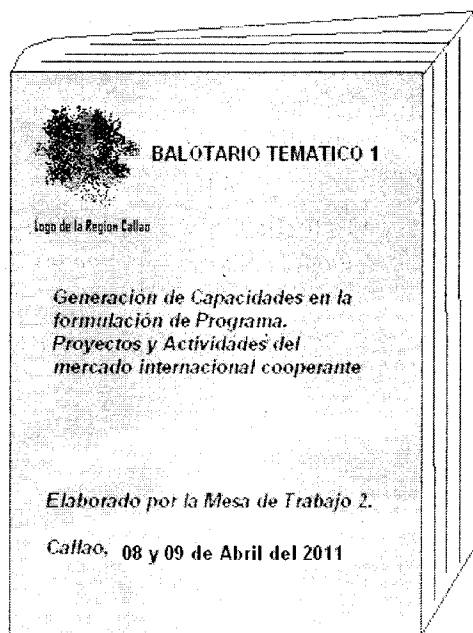 BALOTARIO TEMATICO 1
Logo de la Region Callao
Generación de Capacidades en la
formulación de Programa.
Proyectos y Actividades del
mercado internacional cooperante
Elaborado por la Mesa de Trabajo 2.
Callao, 08 y 09 de Abril del 2011